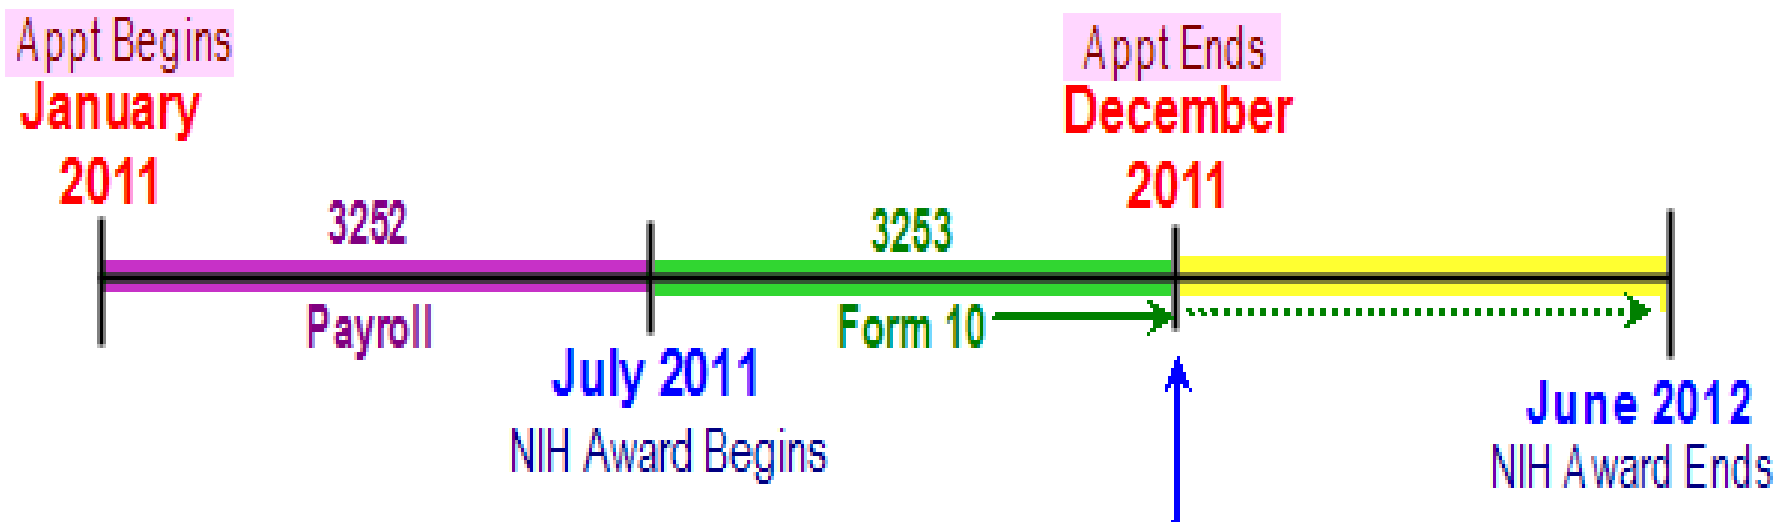 Appt Begins
January
2011
Appt Ends
December
2011
3252
3253
Payroll
Form 10
July 2011
NIH Award Begins
June 2012
NIH Award Ends